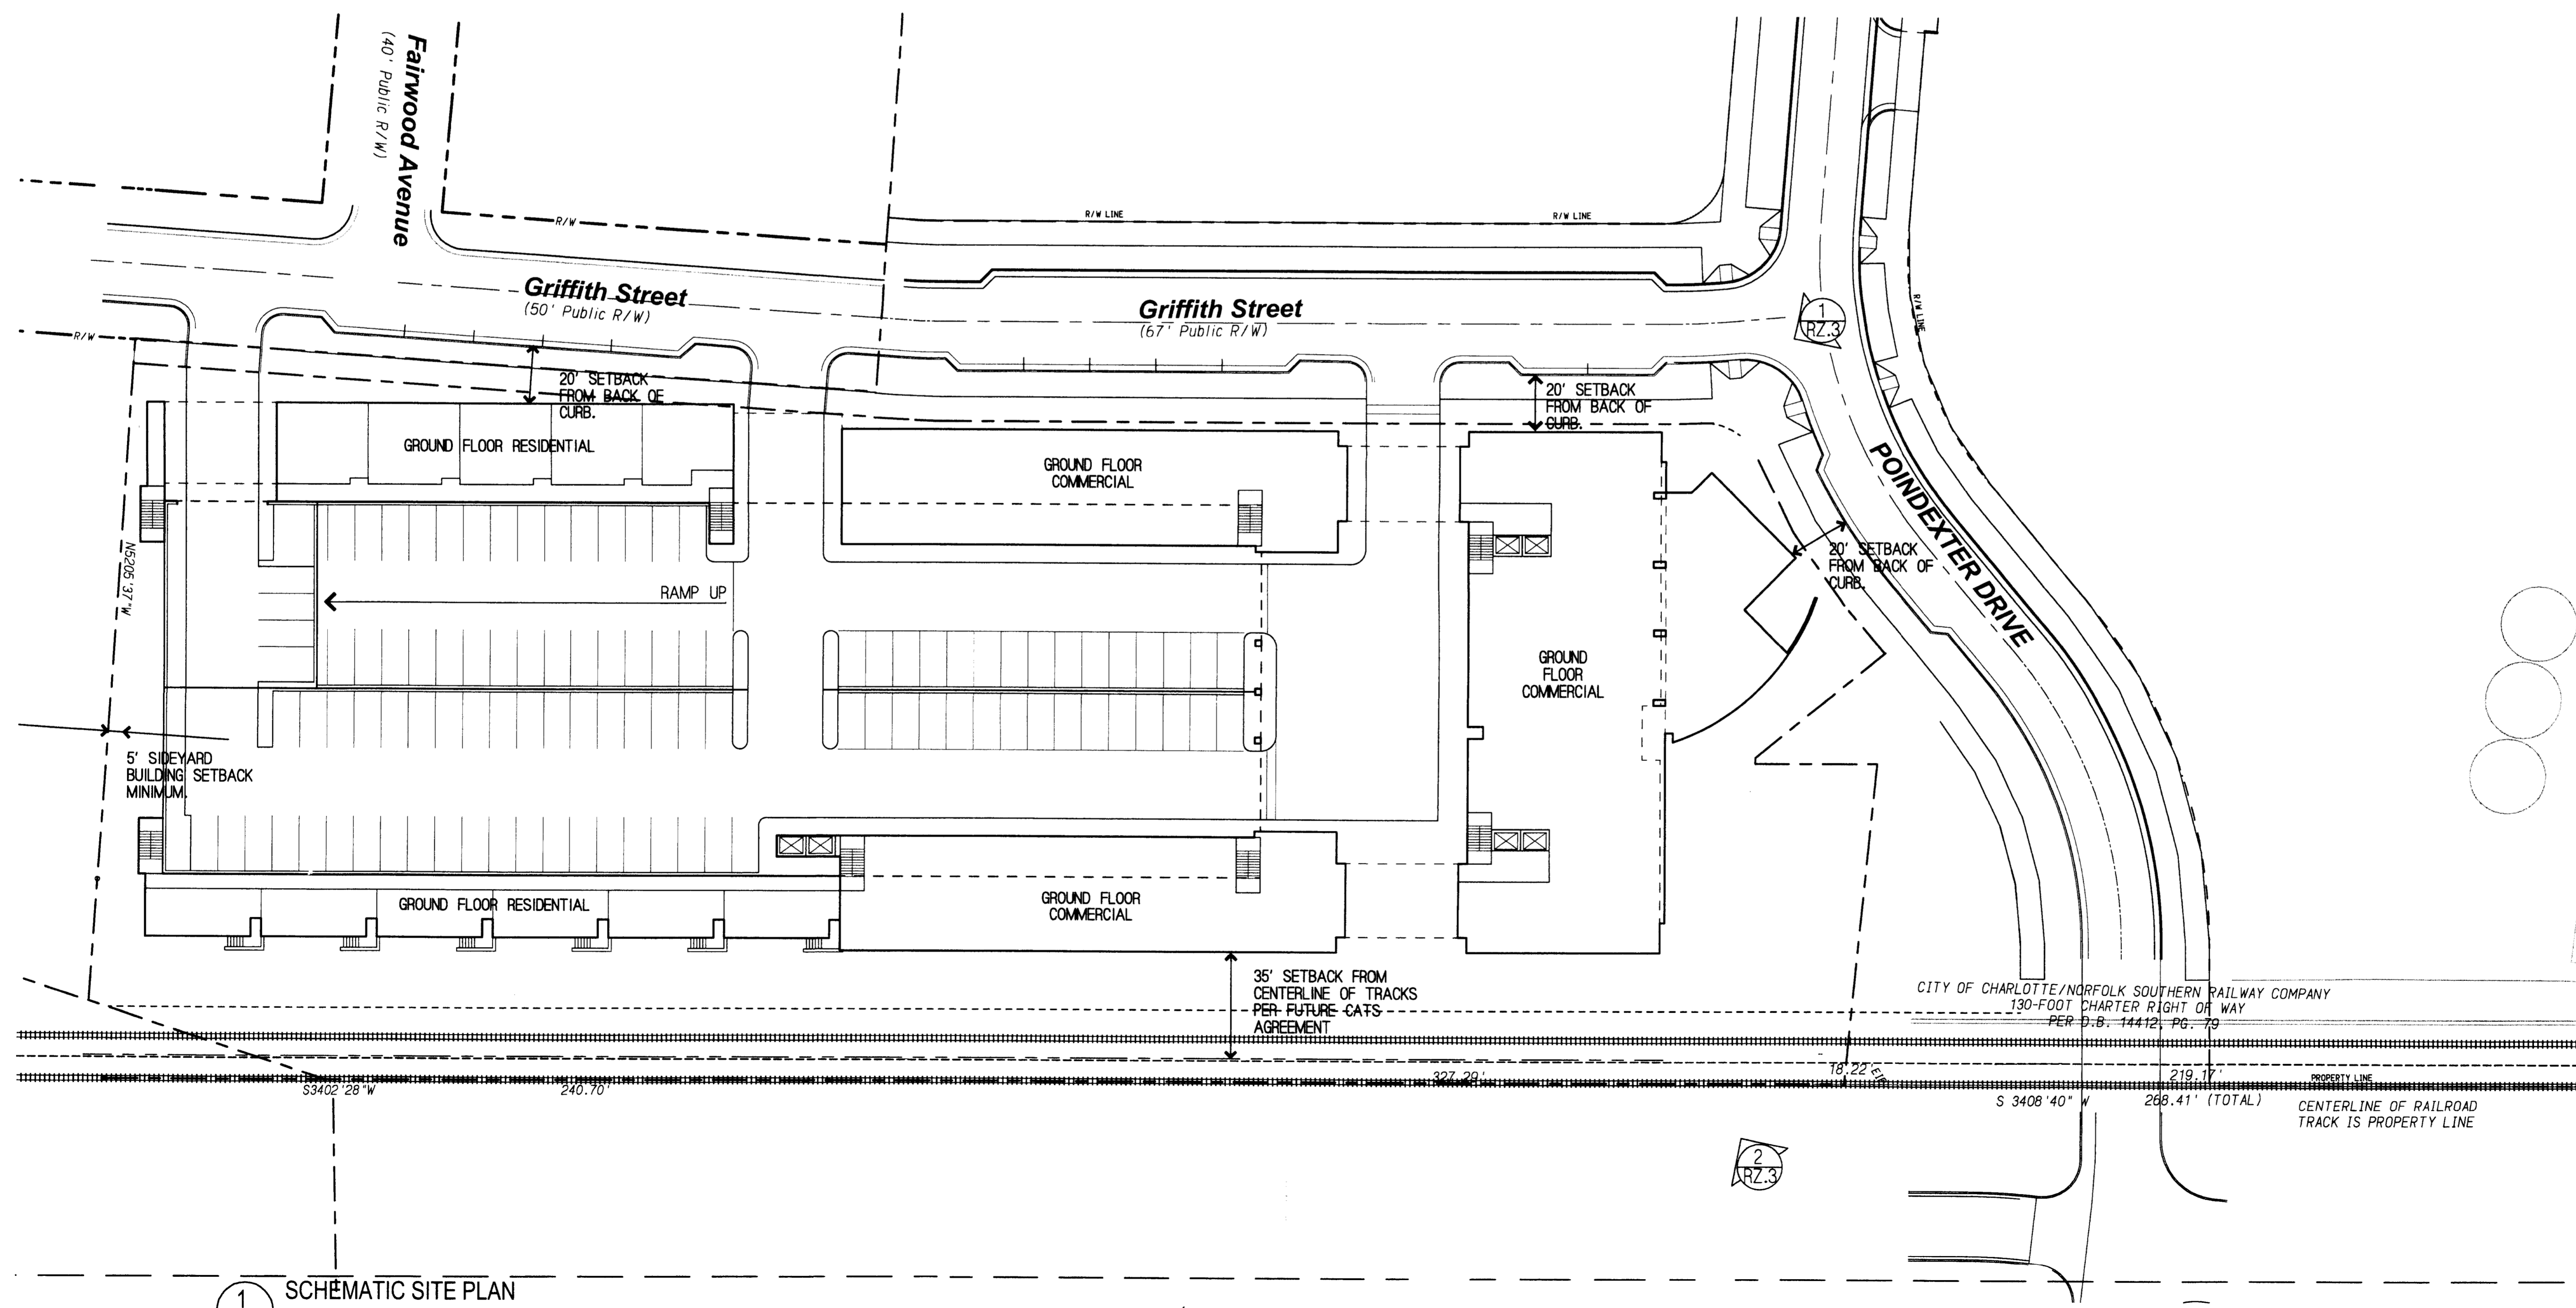 Fairwood Avenue
(40' Public R/W)
R/W
R/W LINE
R/W LINE
Griffith Street
(50' Public R/W)
Griffith Street
(67' Public R/W)
1
RZ.3
R/W LINE
R/W
20' SETBACK
FROM BACK OF
CURB.
20' SETBACK
FROM BACK OF
CURB.
GROUND FLOOR RESIDENTIAL
GROUND FLOOR
COMMERCIAL
POINDEXTER DRIVE
20' SETBACK
FROM BACK OF
CURB.
N5206'37"W
RAMP UP
GROUND
FLOOR
COMMERCIAL
5' SIDEYARD
BUILDING SETBACK
MINIMUM.
GROUND FLOOR RESIDENTIAL
GROUND FLOOR
COMMERCIAL
35' SETBACK FROM
CENTERLINE OF TRACKS
PER FUTURE CATS
AGREEMENT
CITY OF CHARLOTTE/NORFOLK SOUTHERN RAILWAY COMPANY
130-FOOT CHARTER RIGHT OF WAY
PER D.B. 14412, PG. 79
S3402'28"W
240.70'
327.29'
18.22'
EIP
219.17'
PROPERTY LINE
S 3408'40" W
268.41' (TOTAL)
CENTERLINE OF RAILROAD
TRACK IS PROPERTY LINE
2
RZ.3
1
SCHEMATIC SITE PLAN